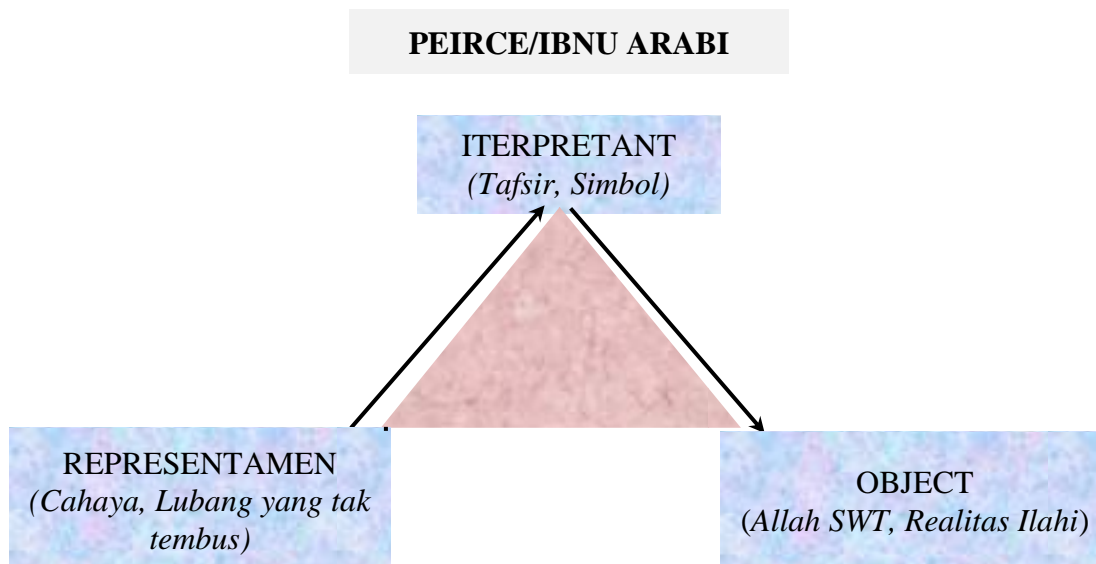 PEIRCE/IBNU ARABI
ITERPRETANT
(Tafsir, Simbol)
REPRESENTAMEN
(Cahaya, Lubang yang tak
tembus)
OBJECT
(Allah SWT, Realitas Ilahi)